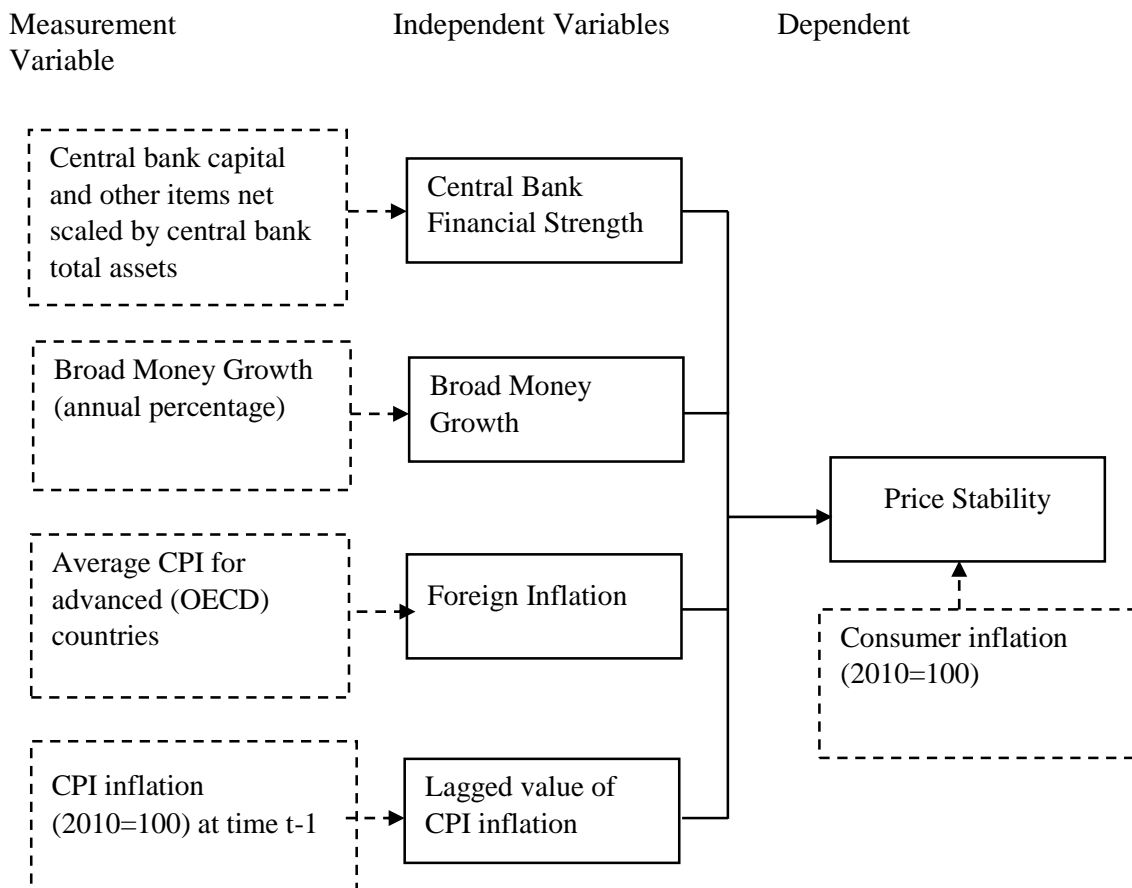 Measurement
Variable
Independent Variables
Dependent
Central bank capital
and other items net
scaled by central bank
total assets
Central Bank
Financial Strength
Broad Money Growth
(annual percentage)
Broad Money
Growth
Price Stability
Average CPI for
advanced (OECD)
countries
Foreign Inflation
Consumer inflation
(2010=100)
CPI inflation
(2010=100) at time t-1
Lagged value of
CPI inflation